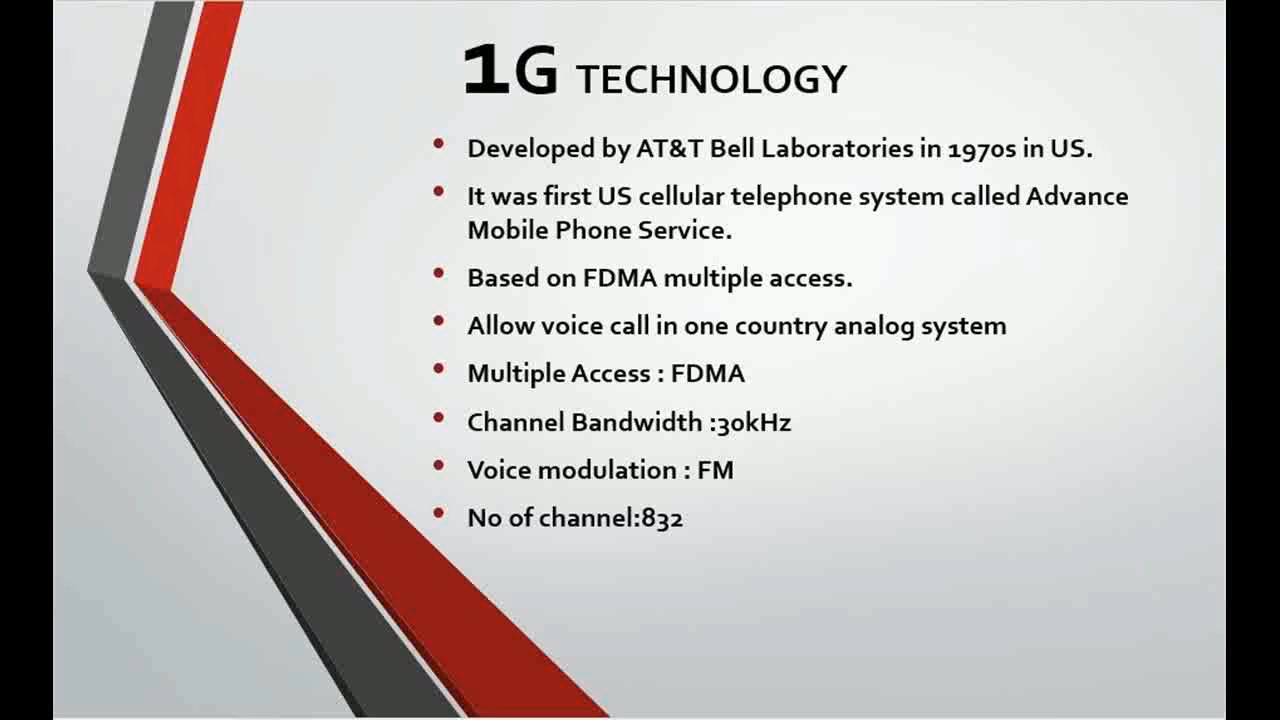 1G TECHNOLOGY
Developed by AT&T Bell Laboratories in 1970s in US.
It was first US cellular telephone system called Advance
Mobile Phone Service.
Based on FDMA multiple access.
Allow voice call in one country analog system
Multiple Access : FDMA
Channel Bandwidth :30kHz
Voice modulation : FM
No of channel:832